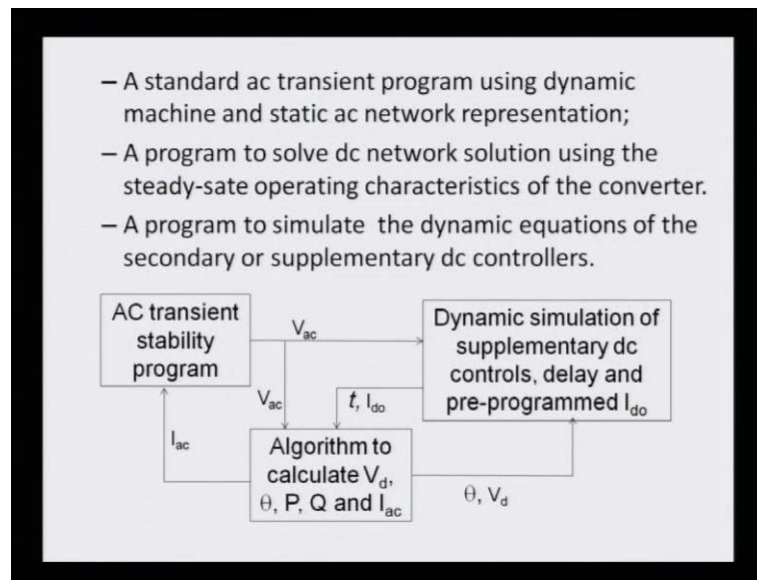 – A standard ac transient program using dynamic
machine and static ac network representation;
– A program to solve dc network solution using the
steady-sate operating characteristics of the converter.
– A program to simulate the dynamic equations of the
secondary or supplementary dc controllers.
AC transient
stability
program
Vac
Dynamic simulation of
supplementary dc
controls, delay and
pre-programmed Ido
Vac
t, Ido
Iac
Algorithm to
calculate Vd,
θ, P, Q and Iac
θ, Vd